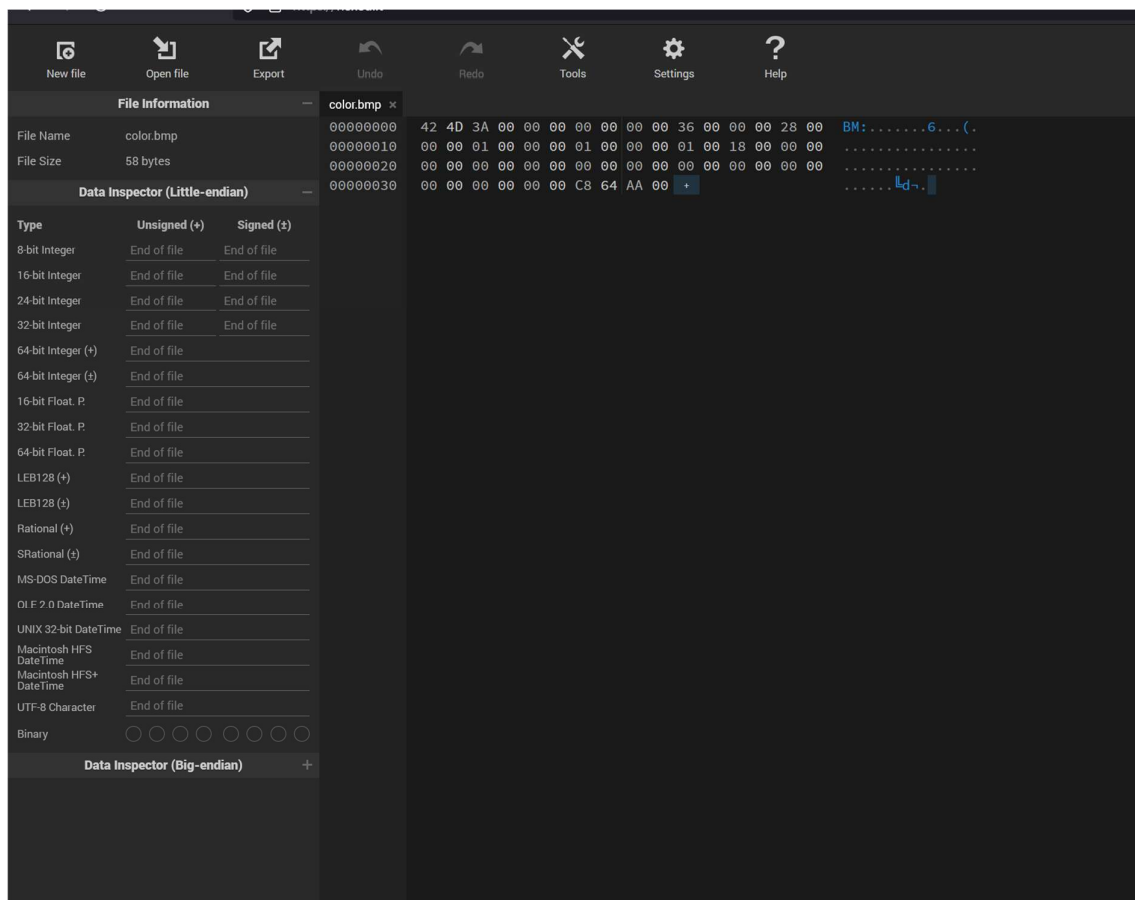 New file Open file Export Undo Redo Tools Settings Help
File Information −
color.bmp ×
File Name color.bmp
File Size 58 bytes
Data Inspector (Little-endian) −
Type Unsigned (+) Signed (±)
8-bit Integer End of file End of file
16-bit Integer End of file End of file
24-bit Integer End of file End of file
32-bit Integer End of file End of file
64-bit Integer (+) End of file
64-bit Integer (±) End of file
16-bit Float. P. End of file
32-bit Float. P. End of file
64-bit Float. P. End of file
LEB128 (+) End of file
LEB128 (±) End of file
Rational (+) End of file
SRational (±) End of file
MS-DOS DateTime End of file
OLE 2.0 DateTime End of file
UNIX 32-bit DateTime End of file
Macintosh HFS
DateTime End of file
Macintosh HFS+
DateTime End of file
UTF-8 Character End of file
Binary
Data Inspector (Big-endian) +
00000000 42 4D 3A 00 00 00 00 00 00 00 36 00 00 00 28 00 BM:.......6...(.
00000010 00 00 01 00 00 00 01 00 00 00 01 00 18 00 00 00 ................
00000020 00 00 00 00 00 00 00 00 00 00 00 00 00 00 00 00 ................
00000030 00 00 00 00 00 00 C8 64 AA 00 + ......╚d¬.